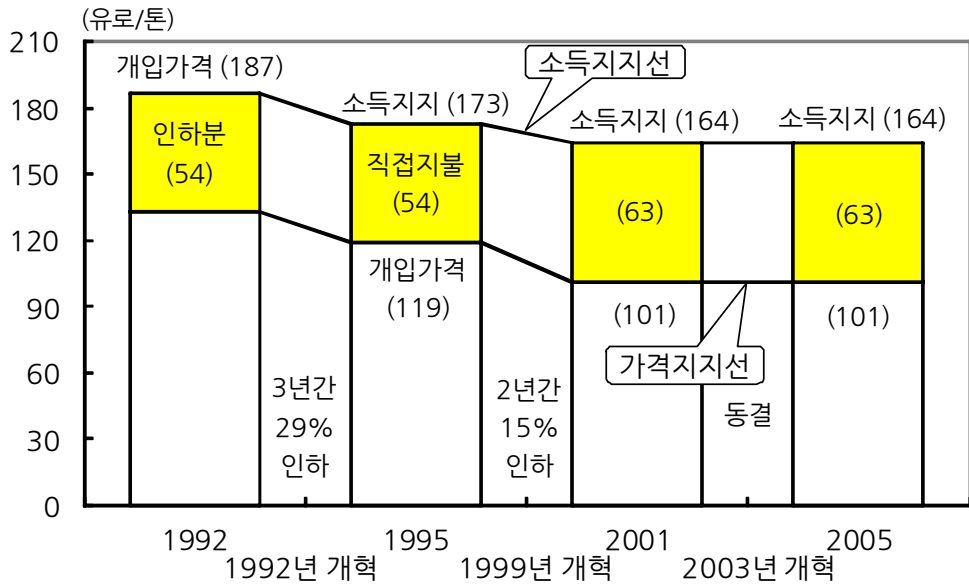 (유로/톤)
210
180
150
120
90
60
30
0
개입가격 (187)
인하분
(54)
소득지지 (173)
직접지불
(54)
개입가격
(119)
소득지지선
소득지지 (164)
(63)
(101)
소득지지 (164)
(63)
(101)
가격지지선
3년간
29%
인하
2년간
15%
인하
동결
1992
1995
2001
2005
1992년 개혁
1999년 개혁
2003년 개혁